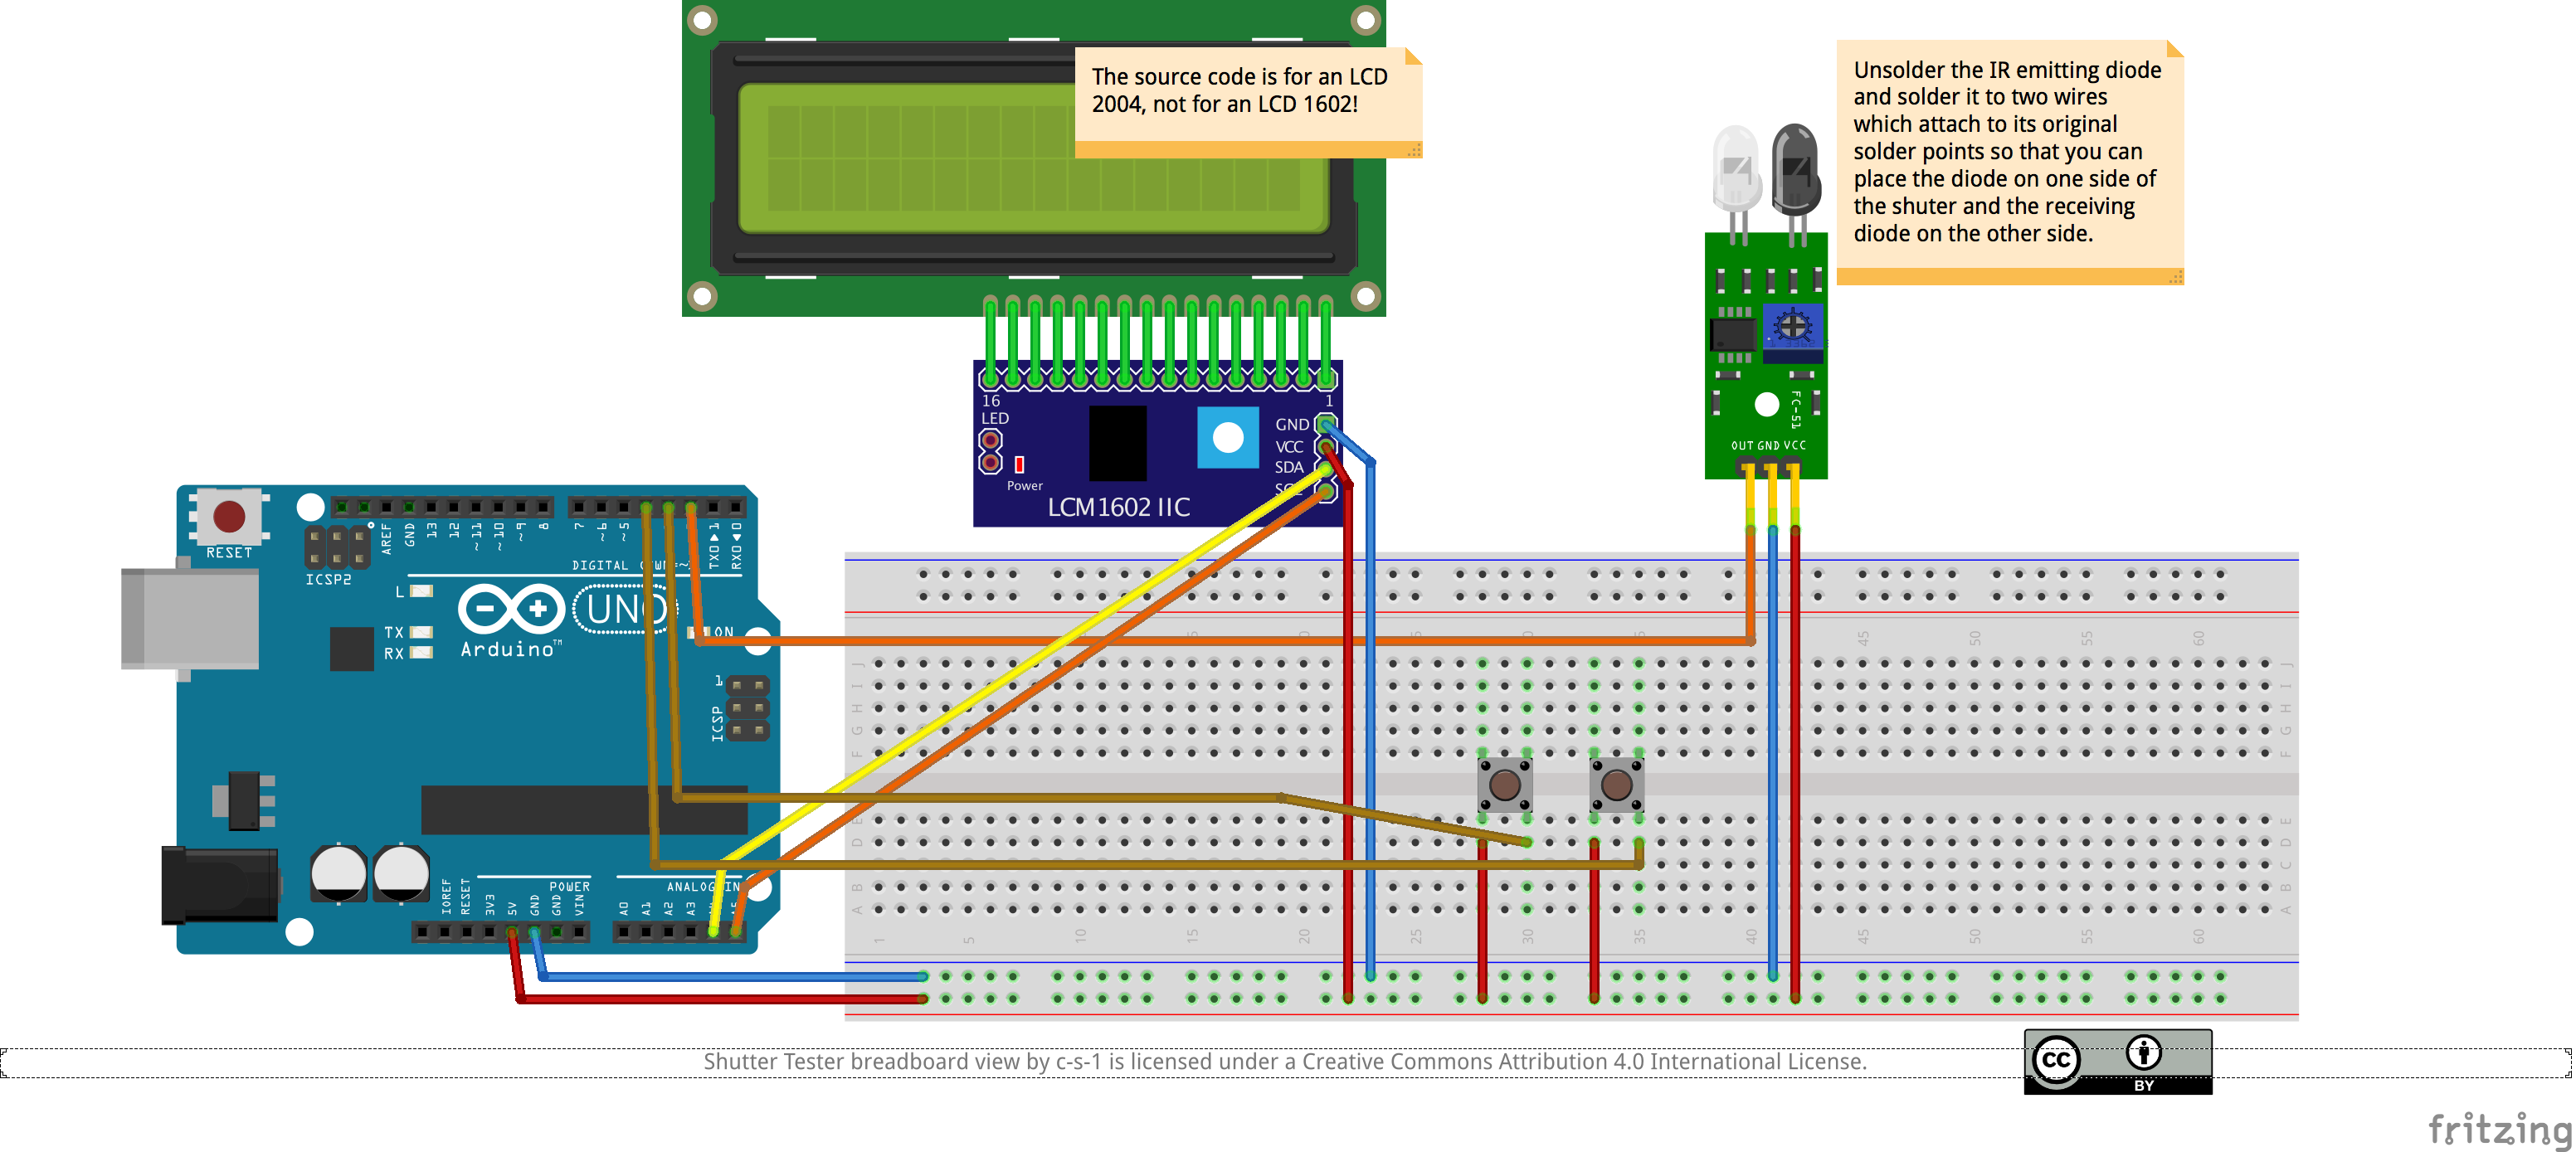 The source code is for an LCD
2004, not for an LCD 1602!
Unsolder the IR emitting diode
and solder it to two wires
which attach to its original
solder points so that you can
place the diode on one side of
the shuter and the receiving
diode on the other side.
16
1
LED
GND
VCC
SDA
Power
LCM1602 IIC
FC-51
OUT GND VCC
RESET
ICSP2
AREF
GND
13
12
~11
~10
~9
8
7
~6
~5
TX0▶1
RX0◀0
DIGITAL
L
TX
RX
UNO
ON
Arduino™
1
ICSP
IOREF
RESET
3V3
5V
GND
GND
VIN
POWER
A0
A1
A2
A3
ANALOG IN
45 50 55 60
J J
I I
H H
G G
F F
E E
D D
C
B B
A A
1 5 10 15 20 25 30 35 40 45 50 55 60
Shutter Tester breadboard view by c-s-1 is licensed under a Creative Commons Attribution 4.0 International License.
CC
BY
fritzing